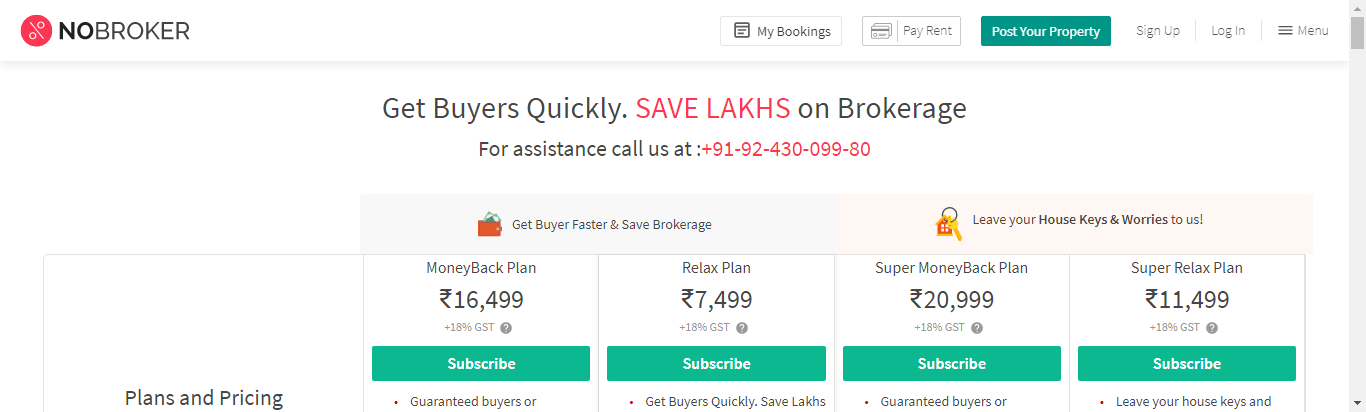 NOBROKER
My Bookings
Pay Rent
Post Your Property
Sign Up
Log In
Menu
Get Buyers Quickly. SAVE LAKHS on Brokerage
For assistance call us at :+91-92-430-099-80
Get Buyer Faster & Save Brokerage
Leave your House Keys & Worries to us!
MoneyBack Plan
₹16,499
+18% GST ?
Subscribe
• Guaranteed buyers or
Relax Plan
₹7,499
+18% GST ?
Subscribe
• Get Buyers Quickly. Save Lakhs
Super MoneyBack Plan
₹20,999
+18% GST ?
Subscribe
• Guaranteed buyers or
Super Relax Plan
₹11,499
+18% GST ?
Subscribe
• Leave your house keys and
Plans and Pricing